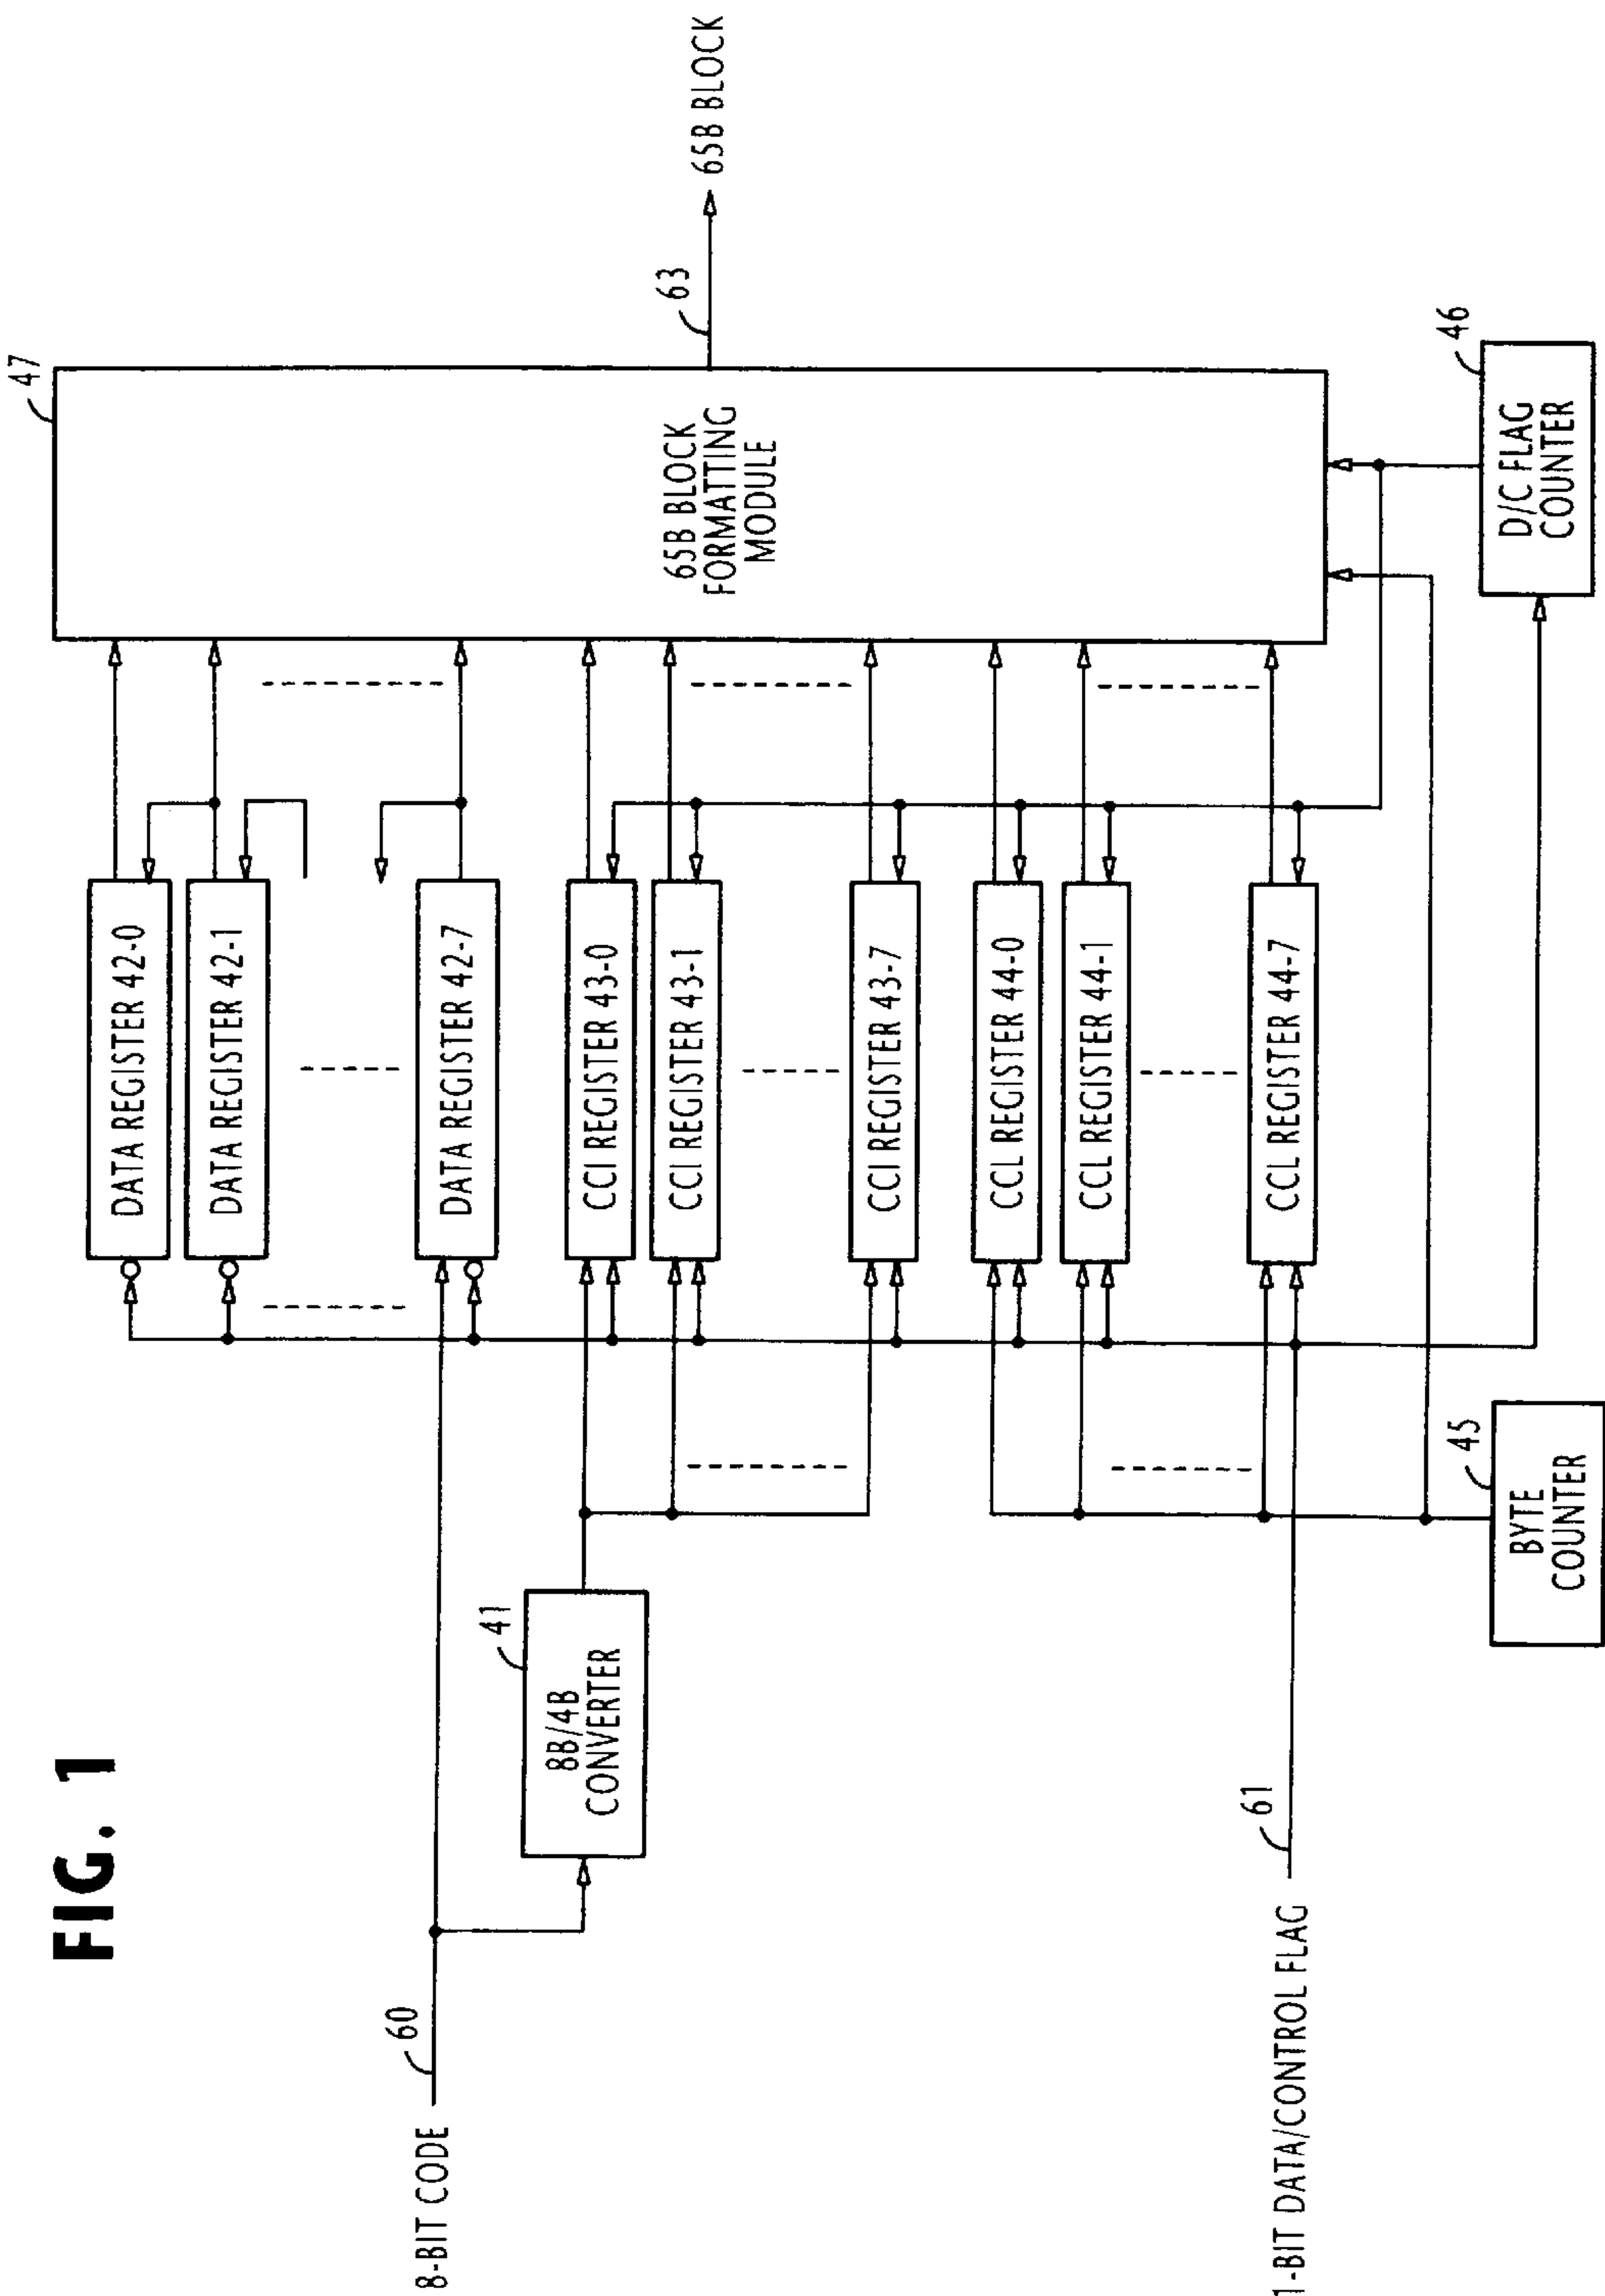 FIG. 1
8-BIT CODE
60
1-BIT DATA/CONTROL FLAG
61
8B/4B
CONVERTER
41
BYTE
COUNTER
45
DATA REGISTER 42-0
DATA REGISTER 42-1
DATA REGISTER 42-7
CCI REGISTER 43-0
CCI REGISTER 43-1
CCI REGISTER 43-7
CCL REGISTER 44-0
CCL REGISTER 44-1
CCL REGISTER 44-7
47
65B BLOCK
FORMATTING
MODULE
D/C FLAG
COUNTER
46
63
65B BLOCK